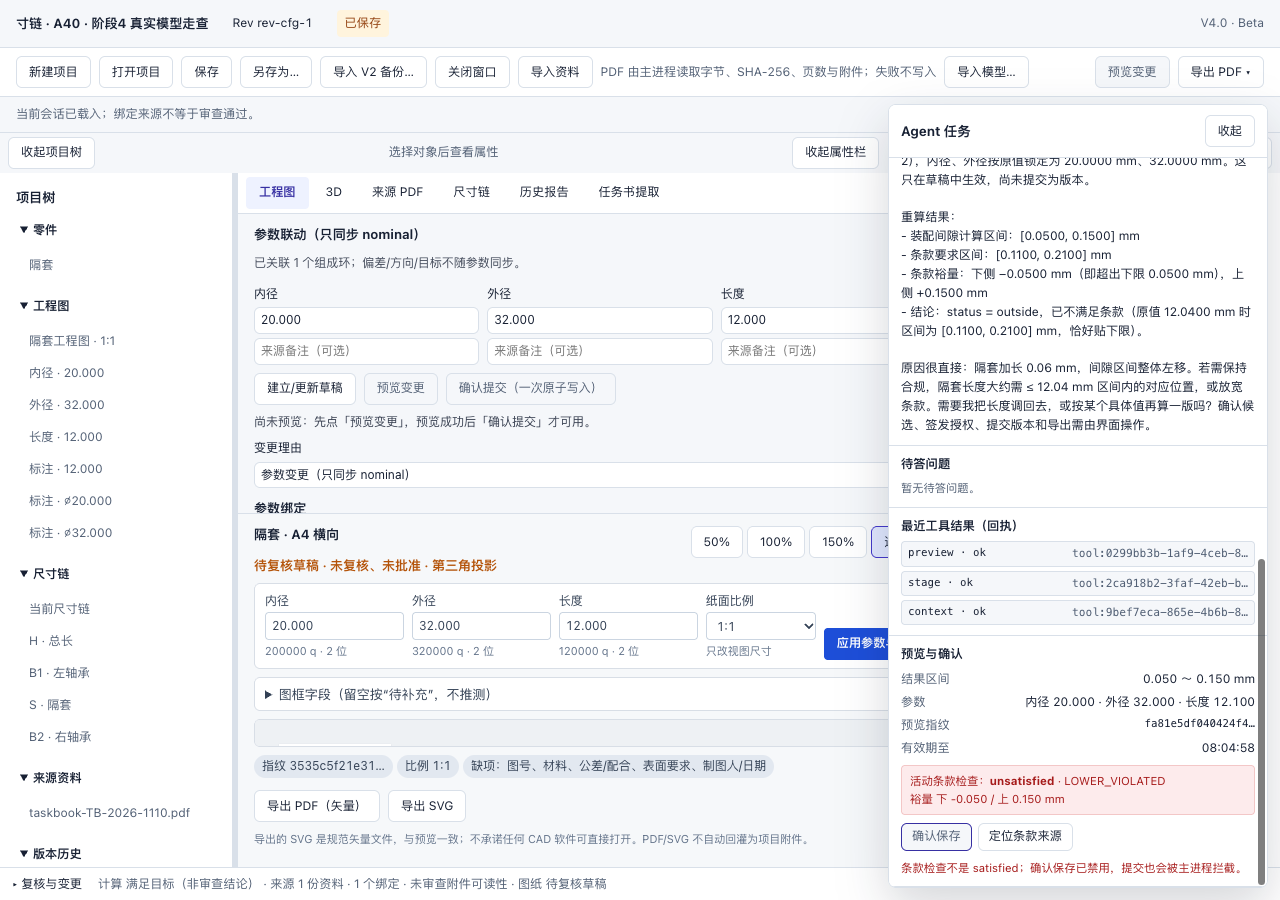 寸链 · A40 · 阶段4 真实模型走查 Rev rev-cfg-1 已保存 V4.0 · Beta
新建项目 打开项目 保存 另存为… 导入 V2 备份… 关闭窗口 导入资料 PDF 由主进程读取字节、SHA-256、页数与附件；失败不写入 导入模型… 预览变更 导出 PDF ▾
当前会话已载入；绑定来源不等于审查通过。
收起项目树 选择对象后查看属性 收起属性栏
项目树
▼ 零件
隔套
▼ 工程图
隔套工程图 · 1:1
内径 · 20.000
外径 · 32.000
长度 · 12.000
标注 · 12.000
标注 · ⌀20.000
标注 · ⌀32.000
▼ 尺寸链
当前尺寸链
H · 总长
B1 · 左轴承
S · 隔套
B2 · 右轴承
▼ 来源资料
taskbook-TB-2026-1110.pdf
▼ 版本历史
工程图 3D 来源 PDF 尺寸链 历史报告 任务书提取
参数联动（只同步 nominal）
已关联 1 个组成环；偏差/方向/目标不随参数同步。
内径 外径 长度
20.000 32.000 12.000
来源备注（可选） 来源备注（可选） 来源备注（可选）
建立/更新草稿 预览变更 确认提交（一次原子写入）
尚未预览：先点「预览变更」，预览成功后「确认提交」才可用。
变更理由
参数变更（只同步 nominal）
参数绑定
隔套 · A4 横向 50% 100% 150%
待复核草稿 · 未复核、未批准 · 第三角投影
内径 外径 长度 纸面比例
20.000 32.000 12.000 1:1
200000 q · 2 位 320000 q · 2 位 120000 q · 2 位 只改视图尺寸
应用参数
▶ 图框字段（留空按“待补充”，不推测）
指纹 3535c5f21e31… 比例 1:1 缺项：图号、材料、公差/配合、表面要求、制图人/日期
导出 PDF（矢量） 导出 SVG
导出的 SVG 是规范矢量文件，与预览一致；不承诺任何 CAD 软件可直接打开。PDF/SVG 不自动回灌为项目附件。
Agent 任务 收起
2），内径、外径按原值锁定为 20.0000 mm、32.0000 mm。这
只在草稿中生效，尚未提交为版本。
重算结果：
- 装配间隙计算区间：[0.0500, 0.1500] mm
- 条款要求区间：[0.1100, 0.2100] mm
- 条款裕量：下侧 −0.0500 mm（即超出下限 0.0500 mm），上
侧 +0.1500 mm
- 结论：status = outside，已不满足条款（原值 12.0400 mm 时
区间为 [0.1100, 0.2100] mm，恰好贴下限）。
原因很直接：隔套加长 0.06 mm，间隙区间整体左移。若需保持
合规，隔套长度大约需 ≤ 12.04 mm 区间内的对应位置，或放宽
条款。需要我把长度调回去，或按某个具体值再算一版吗？确认候
选、签发授权、提交版本和导出需由界面操作。
待答问题
暂无待答问题。
最近工具结果（回执）
preview · ok tool:0299bb3b-1af9-4ceb-8…
stage · ok tool:2ca918b2-3faf-42eb-b…
context · ok tool:9bef7eca-865e-4b6b-8…
预览与确认
结果区间 0.050 ～ 0.150 mm
参数 内径 20.000 · 外径 32.000 · 长度 12.100
预览指纹 fa81e5df040424f4…
有效期至 08:04:58
活动条款检查：unsatisfied · LOWER_VIOLATED
裕量 下 -0.050 / 上 0.150 mm
确认保存 定位条款来源
条款检查不是 satisfied；确认保存已禁用，提交也会被主进程拦截。
▸ 复核与变更 计算 满足目标（非审查结论） · 来源 1 份资料 · 1 个绑定 · 未审查附件可读性 · 图纸 待复核草稿